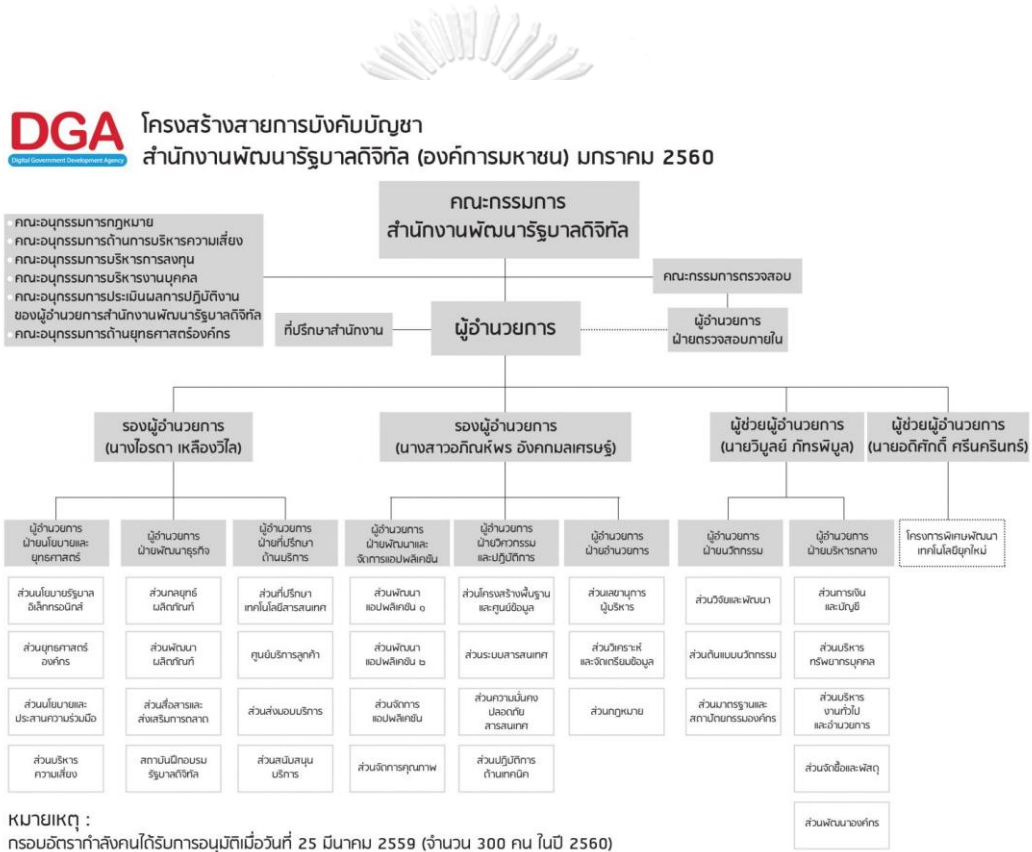 DGA
Digital Government Development Agency
โครงสร้างสายการบังคับบัญชา
สำนักงานพัฒนารัฐบาลดิจิทัล (องค์การมหาชน) มกราคม 2560
คณะกรรมการ
สำนักงานพัฒนารัฐบาลดิจิทัล
คณะอนุกรรมการกฎหมาย
คณะอนุกรรมการด้านการบริหารความเสี่ยง
คณะอนุกรรมการบริหารการลงทุน
คณะอนุกรรมการบริหารงานบุคคล
คณะอนุกรรมการประเมินผลการปฏิบัติงาน
ของผู้อำนวยการสำนักงานพัฒนารัฐบาลดิจิทัล
คณะอนุกรรมการด้านยุทธศาสตร์องค์กร
คณะกรรมการตรวจสอบ
ที่ปรึกษาสำนักงาน
ผู้อำนวยการ
ผู้อำนวยการ
ฝ่ายตรวจสอบภายใน
รองผู้อำนวยการ
(นางไอรดา เหลืองวิไล)
รองผู้อำนวยการ
(นางสาวอภิณห์พร อังคกมลเศรษฐ์)
ผู้ช่วยผู้อำนวยการ
(นายวิบูลย์ ภัทรพิบูล)
ผู้ช่วยผู้อำนวยการ
(นายอดิศักดิ์ ศรีนครินทร์)
ผู้อำนวยการ
ฝ่ายนโยบายและ
ยุทธศาสตร์
ผู้อำนวยการ
ฝ่ายพัฒนาธุรกิจ
ผู้อำนวยการ
ฝ่ายที่ปรึกษา
ด้านบริการ
ผู้อำนวยการ
ฝ่ายพัฒนาและ
จัดการแอปพลิเคชัน
ผู้อำนวยการ
ฝ่ายวิศวกรรม
และปฏิบัติการ
ผู้อำนวยการ
ฝ่ายอำนวยการ
ผู้อำนวยการ
ฝ่ายนวัตกรรม
ผู้อำนวยการ
ฝ่ายบริหารกลาง
โครงการพิเศษพัฒนา
เทคโนโลยียุคใหม่
ส่วนนโยบายรัฐบาล
อิเล็กทรอนิกส์
ส่วนกลยุทธ์
ผลิตภัณฑ์
ส่วนที่ปรึกษา
เทคโนโลยีสารสนเทศ
ส่วนพัฒนา
แอปพลิเคชัน ๑
ส่วนโครงสร้างพื้นฐาน
และศูนย์ข้อมูล
ส่วนเลขานุการ
ผู้บริหาร
ส่วนวิจัยและพัฒนา
ส่วนการเงิน
และบัญชี
ส่วนยุทธศาสตร์
องค์กร
ส่วนพัฒนา
ผลิตภัณฑ์
ศูนย์บริการลูกค้า
ส่วนพัฒนา
แอปพลิเคชัน ๒
ส่วนระบบสารสนเทศ
ส่วนวิเคราะห์
และจัดเตรียมข้อมูล
ส่วนต้นแบบนวัตกรรม
ส่วนบริหาร
ทรัพยากรบุคคล
ส่วนนโยบายและ
ประสานความร่วมมือ
ส่วนสื่อสารและ
ส่งเสริมการตลาด
ส่วนส่งมอบบริการ
ส่วนจัดการ
แอปพลิเคชัน
ส่วนความมั่นคง
ปลอดภัย
สารสนเทศ
ส่วนกฎหมาย
ส่วนมาตรฐานและ
สถาปัตยกรรมองค์กร
ส่วนบริหาร
งานทั่วไป
และอำนวยการ
ส่วนบริหาร
ความเสี่ยง
สถาบันฝึกอบรม
รัฐบาลดิจิทัล
ส่วนสนับสนุน
บริการ
ส่วนจัดการคุณภาพ
ส่วนปฏิบัติการ
ด้านเทคนิค
ส่วนจัดซื้อและพัสดุ
ส่วนพัฒนาองค์กร
หมายเหตุ :
กรอบอัตรากำลังคนได้รับการอนุมัติเมื่อวันที่ 25 มีนาคม 2559 (จำนวน 300 คน ในปี 2560)